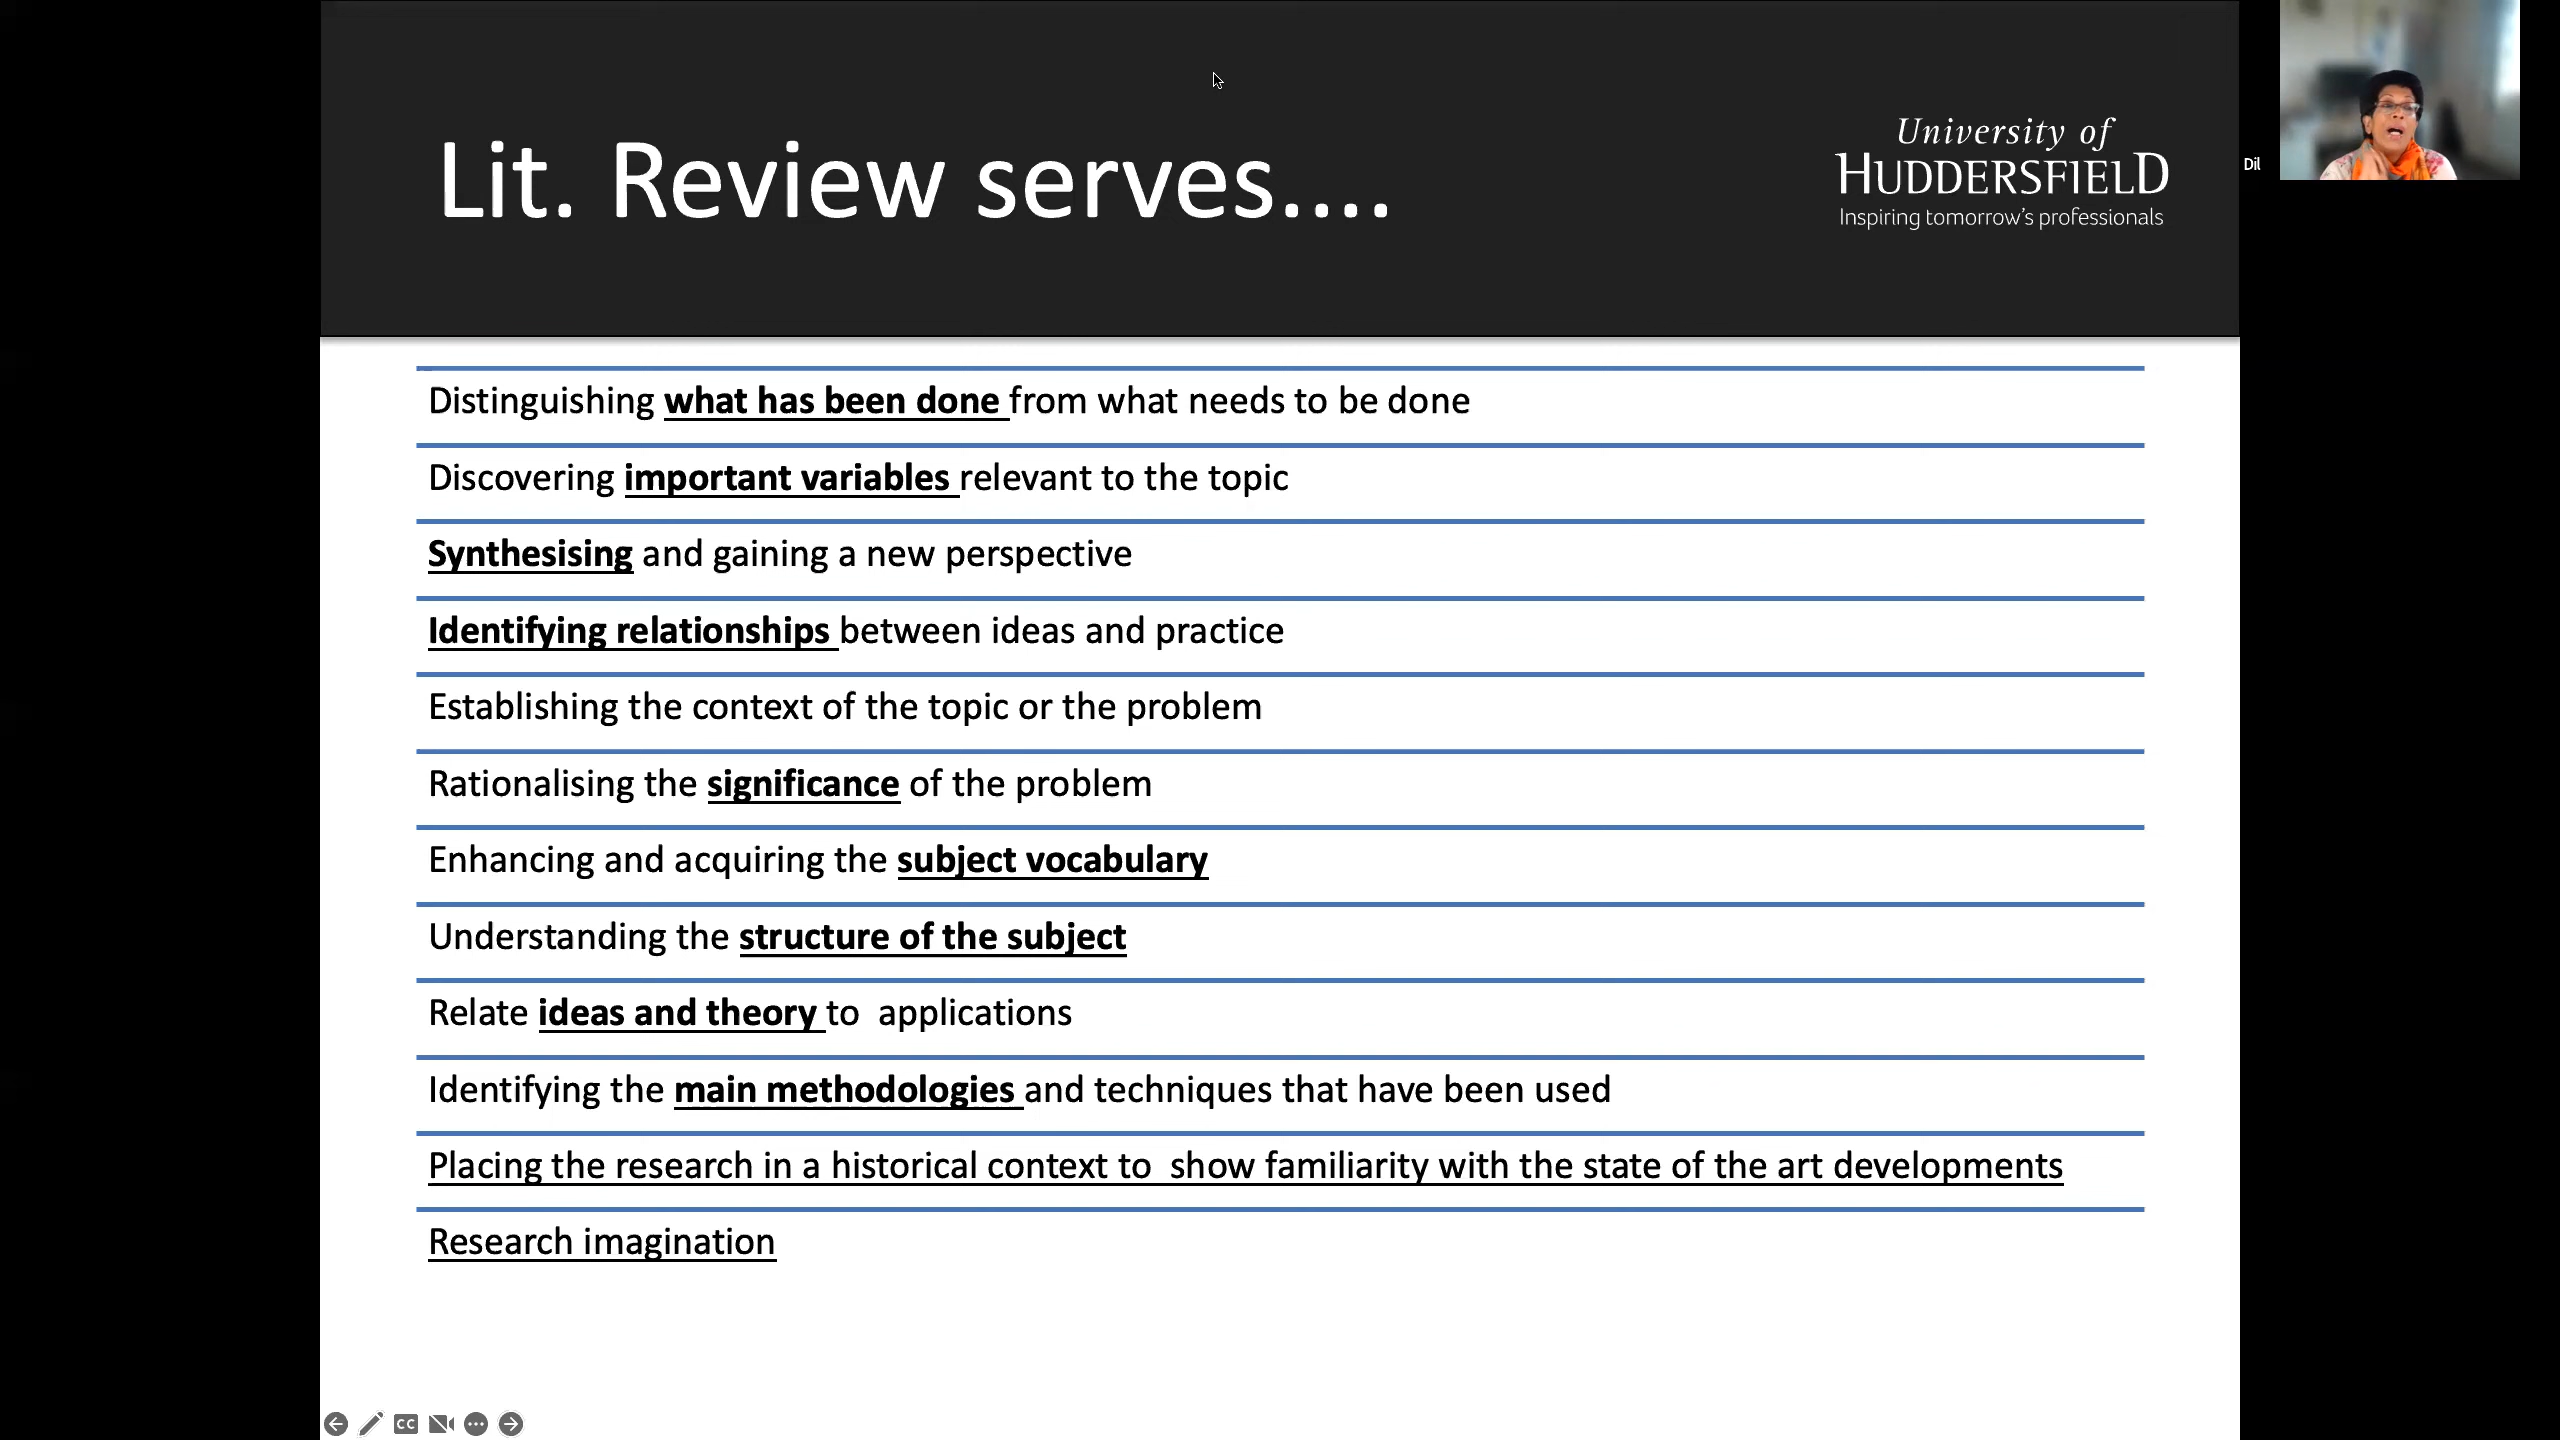 Lit. Review serves....
University of
HUDDERSFIELD
Inspiring tomorrow's professionals
Dil
Distinguishing what has been done from what needs to be done
Discovering important variables relevant to the topic
Synthesising and gaining a new perspective
Identifying relationships between ideas and practice
Establishing the context of the topic or the problem
Rationalising the significance of the problem
Enhancing and acquiring the subject vocabulary
Understanding the structure of the subject
Relate ideas and theory to  applications
Identifying the main methodologies and techniques that have been used
Placing the research in a historical context to  show familiarity with the state of the art developments
Research imagination
CC